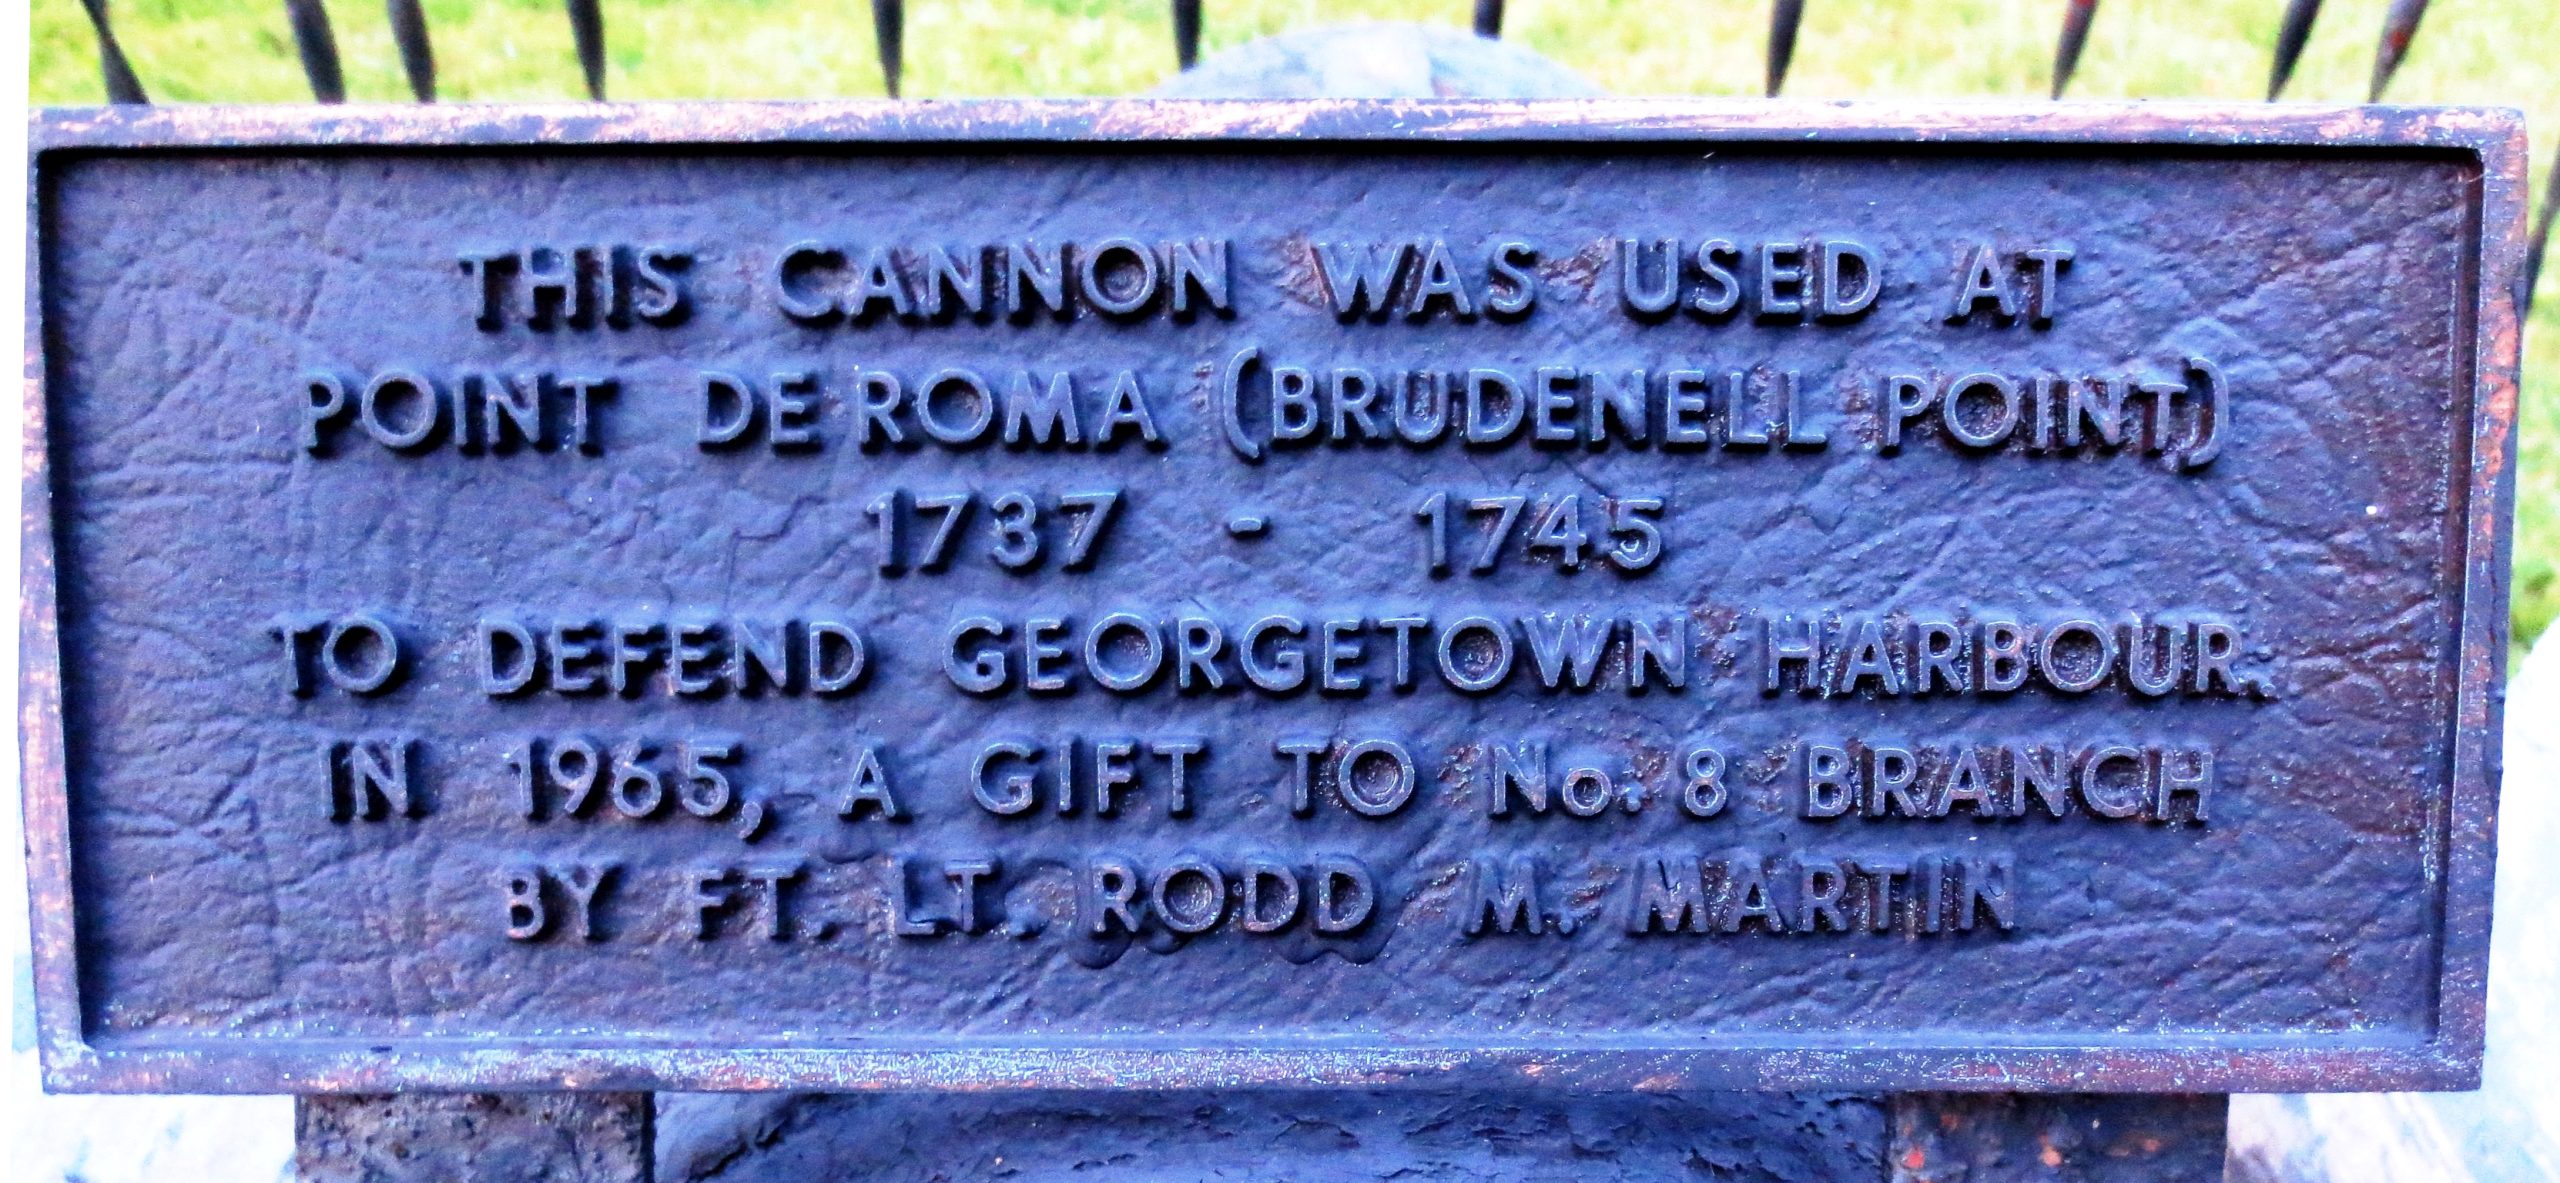 THIS CANNON WAS USED AT
POINT DE ROMA (BRUDENELL POINT)
1737 - 1745
TO DEFEND GEORGETOWN HARBOUR.
IN 1965, A GIFT TO No. 8 BRANCH
BY FT. LT. RODD M. MARTIN